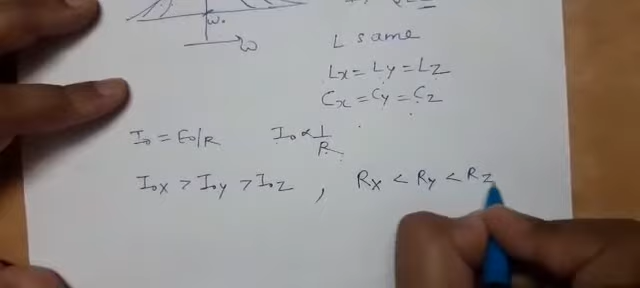 ω₀
ω
L same
Lx = Ly = Lz
Cx = Cy = Cz
I₀ = E₀/R I₀ ∝ 1/R
I₀x > I₀y > I₀z , Rx < Ry < Rz